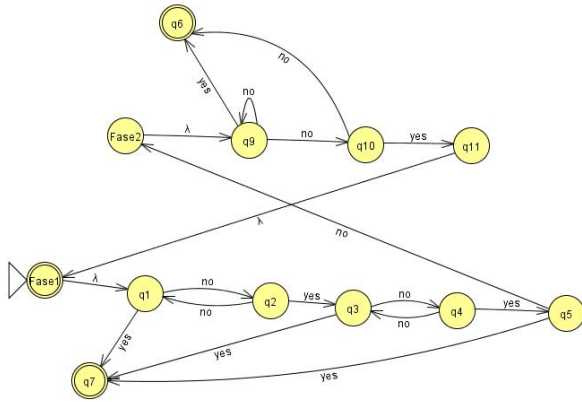 q6
no
yes
no
Fase2
λ
q9
no
q10
yes
q11
λ
no
Fase1
λ
q1
no
no
q2
yes
q3
no
no
q4
yes
q5
yes
yes
yes
q7